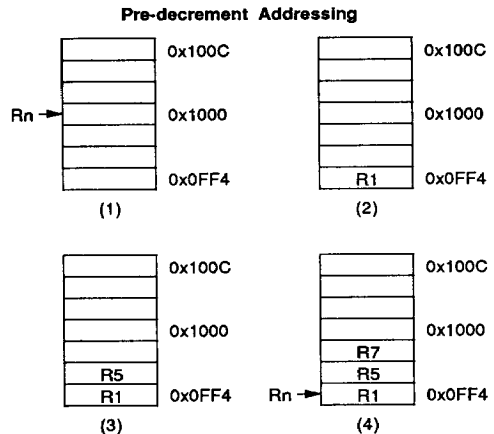 Pre-decrement Addressing
0x100C
Rn
0x1000
0x0FF4
(1)
0x100C
0x1000
R1
0x0FF4
(2)
0x100C
0x1000
R5
R1
0x0FF4
(3)
0x100C
0x1000
R7
R5
Rn
R1
0x0FF4
(4)